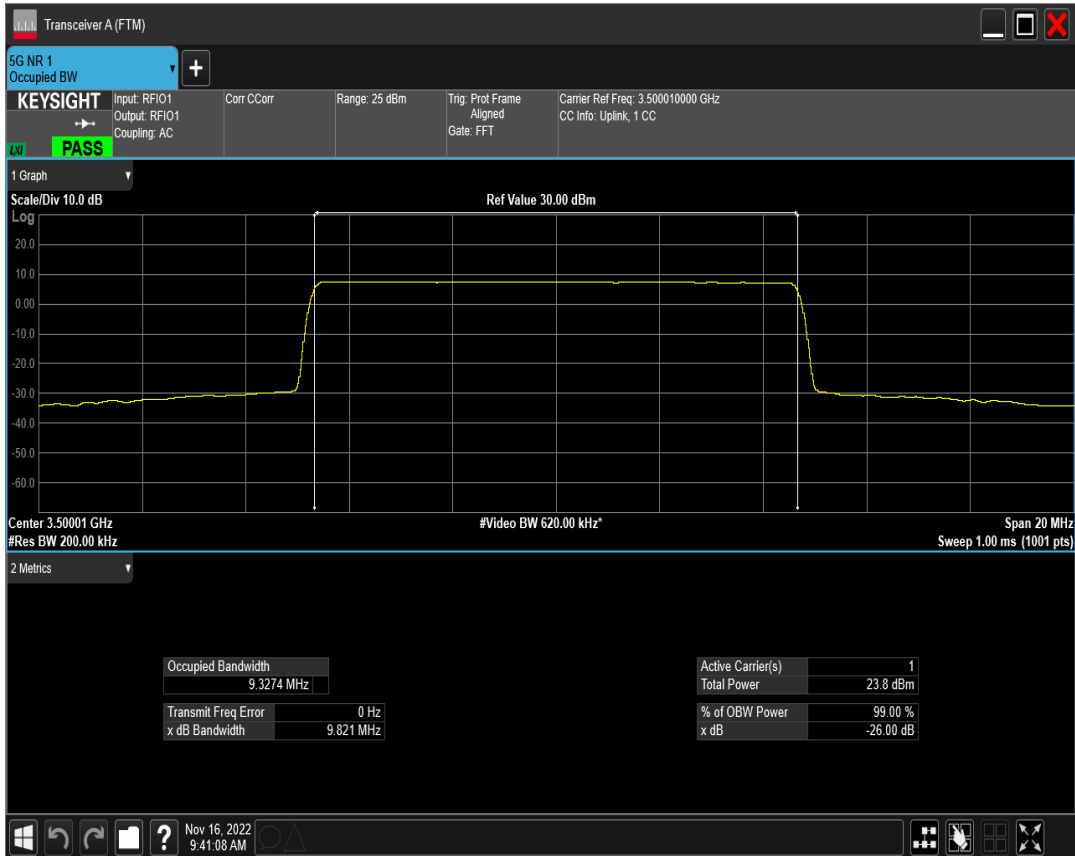 Transceiver A (FTM)
5G NR 1
Occupied BW
+
KEYSIGHT
LXI
PASS
Input: RFIO1
Output: RFIO1
Coupling: AC
Corr CCorr
Range: 25 dBm
Trig: Prot Frame
Aligned
Gate: FFT
Carrier Ref Freq: 3.500010000 GHz
CC Info: Uplink, 1 CC
1 Graph
Scale/Div 10.0 dB
Ref Value 30.00 dBm
Log
20.0
10.0
0.00
-10.0
-20.0
-30.0
-40.0
-50.0
-60.0
Center 3.50001 GHz
#Video BW 620.00 kHz*
Span 20 MHz
#Res BW 200.00 kHz
Sweep 1.00 ms (1001 pts)
2 Metrics
Occupied Bandwidth
9.3274 MHz
Transmit Freq Error 0 Hz
x dB Bandwidth 9.821 MHz
Active Carrier(s) 1
Total Power 23.8 dBm
% of OBW Power 99.00 %
x dB -26.00 dB
?
Nov 16, 2022
9:41:08 AM